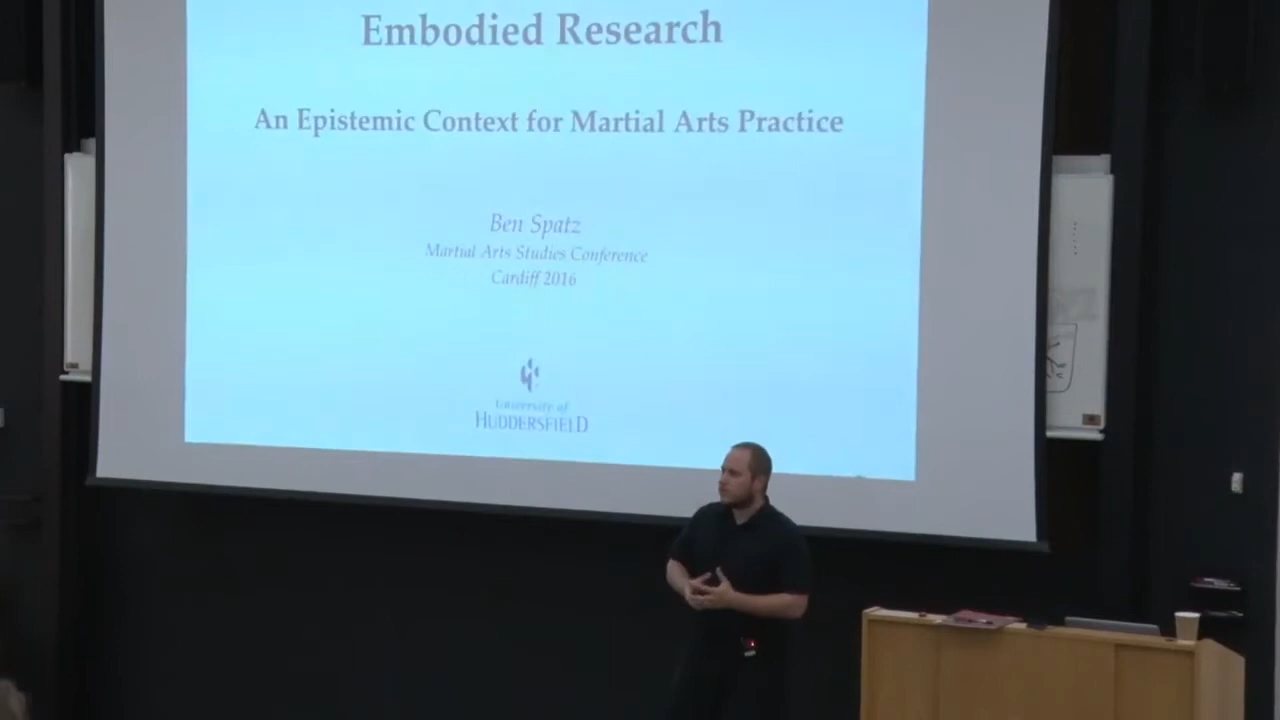 Embodied Research
An Epistemic Context for Martial Arts Practice
Ben Spatz
Martial Arts Studies Conference
Cardiff 2016
University of
HUDDERSFIELD